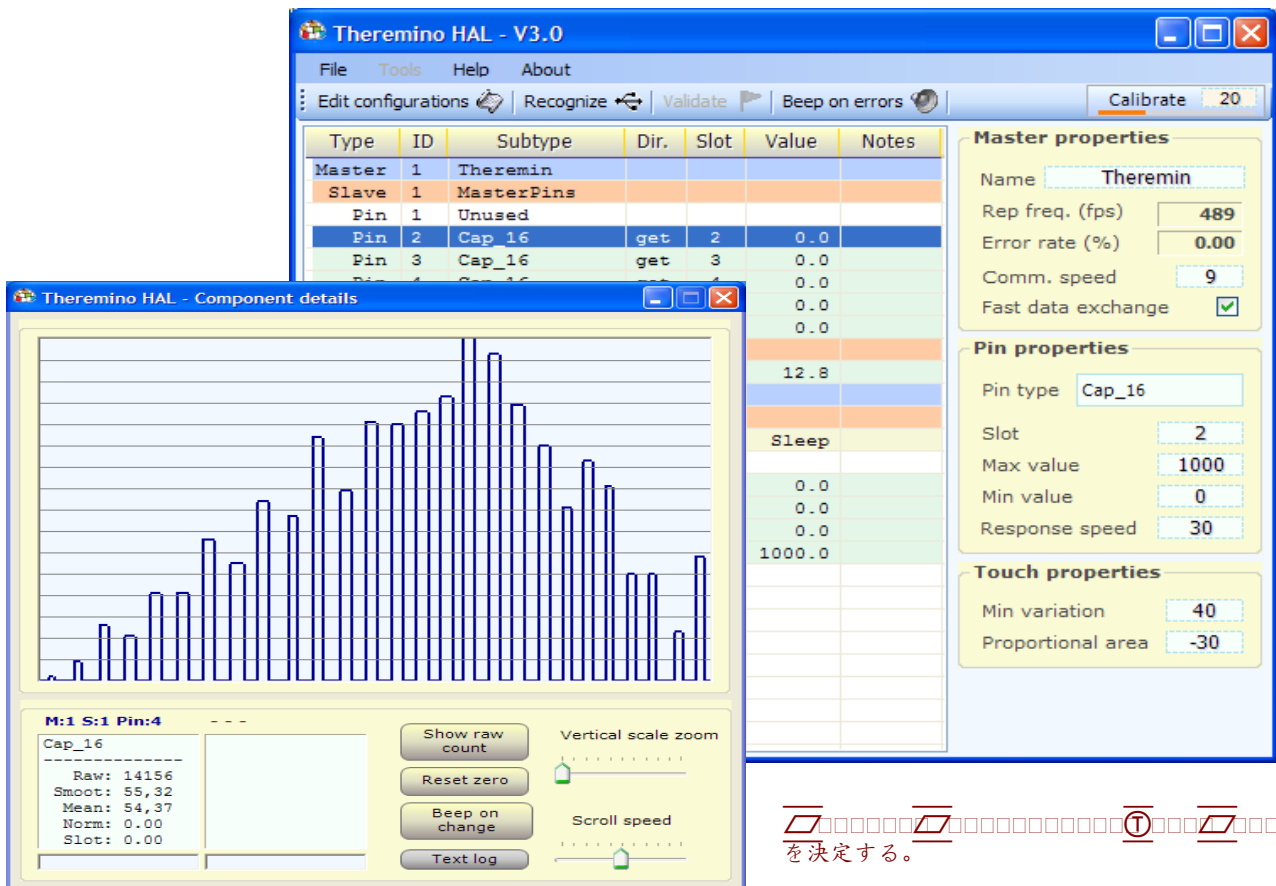 Theremino HAL - V3.0
File Tools Help About
Edit configurations Recognize Validate Beep on errors Calibrate 20
Type ID Subtype Dir. Slot Value Notes
Master 1 Theremin
Slave 1 MasterPins
Pin 1 Unused
Pin 2 Cap_16 get 2 0.0
Pin 3 Cap_16 get 3 0.0
0.0
0.0
0.0
12.8
Sleep
0.0
0.0
0.0
1000.0
Master properties
Name Theremin
Rep freq. (fps) 489
Error rate (%) 0.00
Comm. speed 9
Fast data exchange
Pin properties
Pin type Cap_16
Slot 2
Max value 1000
Min value 0
Response speed 30
Touch properties
Min variation 40
Proportional area -30
Theremino HAL - Component details
M:1 S:1 Pin:4 - - -
Cap_16
--------------
Raw: 14156
Smoot: 55,32
Mean: 54,37
Norm: 0.00
Slot: 0.00
Show raw count
Reset zero
Beep on change
Text log
Vertical scale zoom
Scroll speed
を決定する。